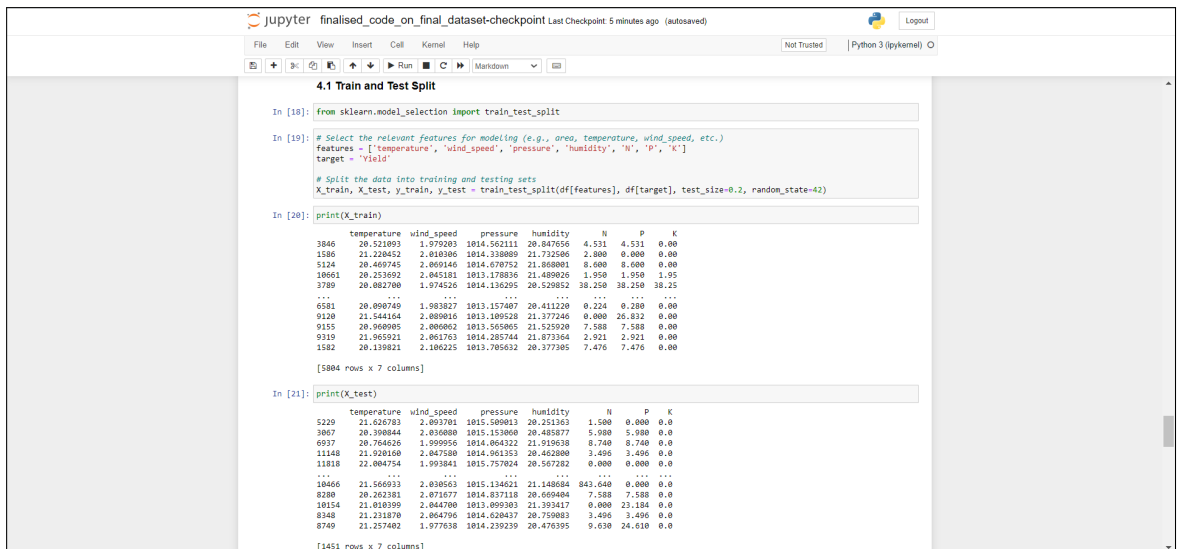 jupyter finalised_code_on_final_dataset-checkpoint Last Checkpoint: 5 minutes ago (autosaved) Logout
File Edit View Insert Cell Kernel Help Not Trusted Python 3 (ipykernel)
Run Markdown
4.1 Train and Test Split
In [18]: from sklearn.model_selection import train_test_split
In [19]: # Select the relevant features for modeling (e.g., area, temperature, wind_speed, etc.)
features = ['temperature', 'wind_speed', 'pressure', 'humidity', 'N', 'P', 'K']
target = 'Yield'
# Split the data into training and testing sets
X_train, X_test, y_train, y_test = train_test_split(df[features], df[target], test_size=0.2, random_state=42)
In [20]: print(X_train)
temperature wind_speed pressure humidity N P K
3846 20.521093 1.979203 1014.562111 20.847656 4.531 4.531 0.00
1586 21.220452 2.010306 1014.338089 21.732506 2.800 0.000 0.00
5124 20.469745 2.069146 1014.670752 21.868001 8.600 8.600 0.00
10661 20.253692 2.045181 1013.178836 21.489026 1.950 1.950 1.95
3789 20.082700 1.974526 1014.136295 20.529852 38.250 38.250 38.25
... ... ... ... ... ... ... ...
6581 20.090749 1.983827 1013.157407 20.411220 0.224 0.280 0.00
9120 21.544164 2.089016 1013.109528 21.377246 0.000 26.832 0.00
9155 20.960905 2.006062 1013.565065 21.525920 7.588 7.588 0.00
9319 21.965921 2.061763 1014.285744 21.873364 2.921 2.921 0.00
1582 20.139821 2.106225 1013.705632 20.377305 7.476 7.476 0.00
[5804 rows x 7 columns]
In [21]: print(X_test)
temperature wind_speed pressure humidity N P K
5229 21.626783 2.093701 1015.509013 20.251363 1.500 0.000 0.0
3067 20.390844 2.036080 1015.153060 20.485877 5.980 5.980 0.0
6937 20.764626 1.999956 1014.064322 21.919638 8.740 8.740 0.0
11148 21.920160 2.047580 1014.961353 20.462800 3.496 3.496 0.0
11818 22.004754 1.993841 1015.757024 20.567282 0.000 0.000 0.0
... ... ... ... ... ... ... ...
10466 21.566933 2.030563 1015.134621 21.148684 843.640 0.000 0.0
8280 20.262381 2.071677 1014.837118 20.669404 7.588 7.588 0.0
10154 21.010399 2.044700 1013.099303 21.393417 0.000 23.184 0.0
8348 21.231870 2.064796 1014.620437 20.759083 3.496 3.496 0.0
8749 21.257402 1.977638 1014.239239 20.476395 9.630 24.610 0.0
[1451 rows x 7 columns]